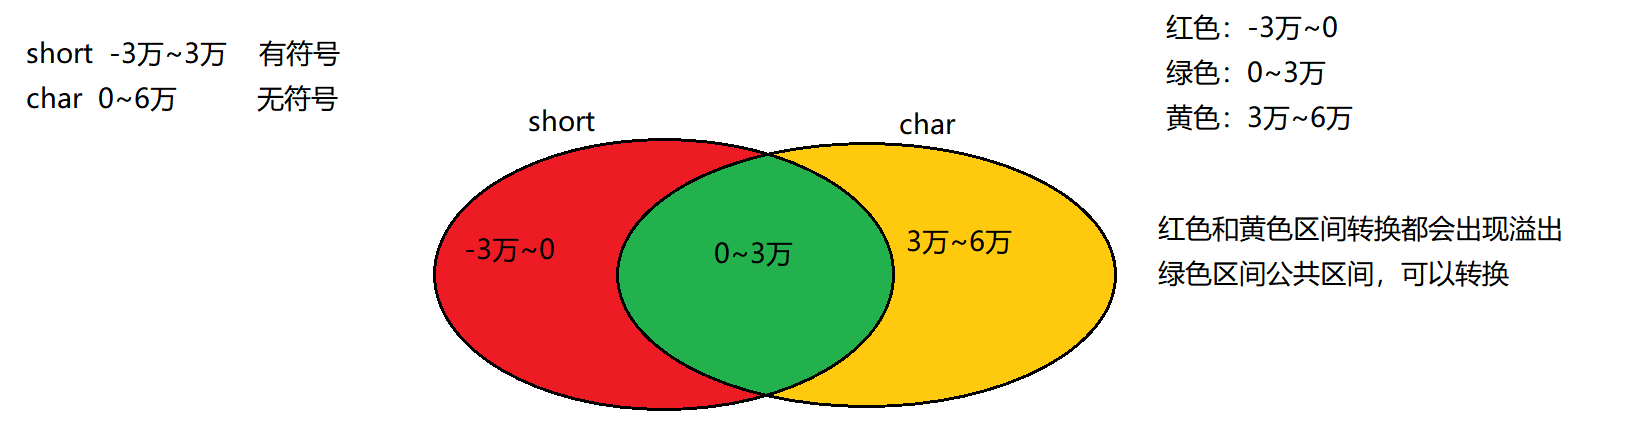 short -3万~3万 有符号
char 0~6万 无符号
红色：-3万~0
绿色：0~3万
黄色：3万~6万
short
char
-3万~0
0~3万
3万~6万
红色和黄色区间转换都会出现溢出
绿色区间公共区间，可以转换